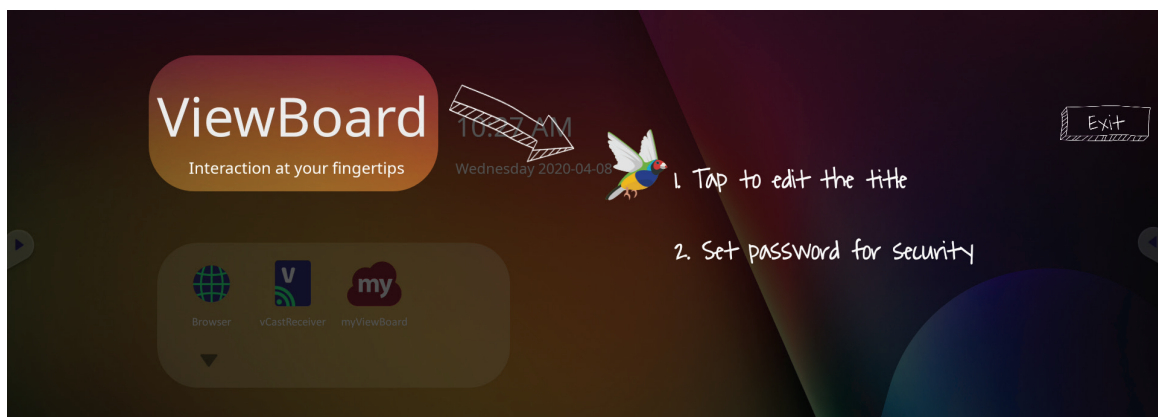 ViewBoard
Interaction at your fingertips
10:27 AM
Wednesday 2020-04-08
Exit
1. Tap to edit the title
2. Set password for security
V
my
Browser
vCastReceiver
myViewBoard